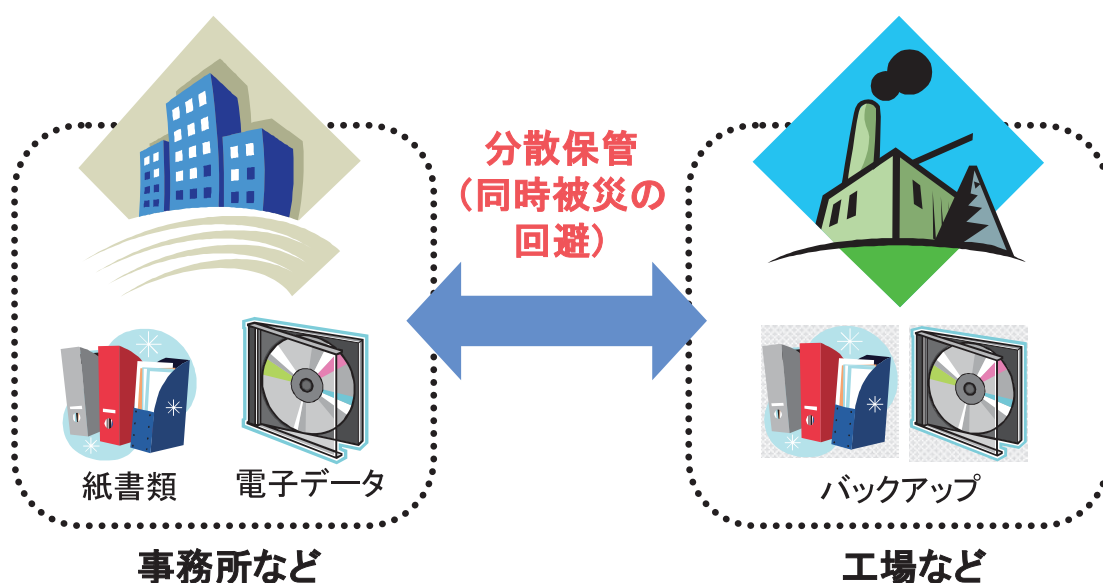 分散保管
（同時被災の
回避）
紙書類
電子データ
バックアップ
事務所など
工場など